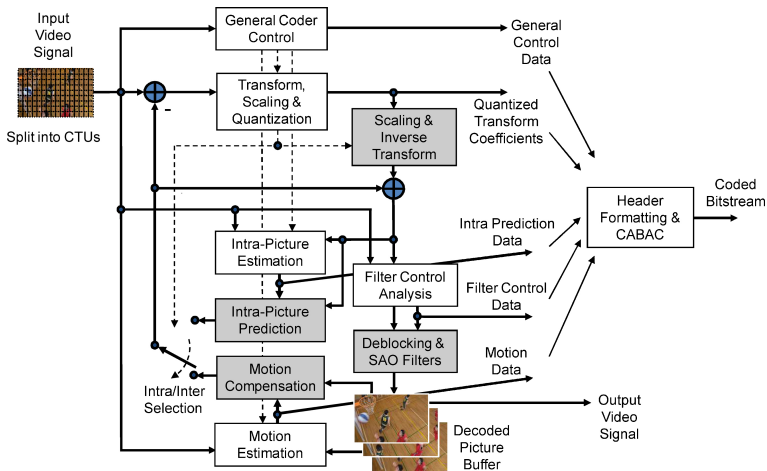 Input
Video
Signal
Split into CTUs
General Coder
Control
Transform,
Scaling &
Quantization
Scaling &
Inverse
Transform
Intra-Picture
Estimation
Intra-Picture
Prediction
Filter Control
Analysis
Deblocking &
SAO Filters
Motion
Compensation
Motion
Estimation
Intra/Inter
Selection
Decoded
Picture
Buffer
General
Control
Data
Quantized
Transform
Coefficients
Intra Prediction
Data
Filter Control
Data
Motion
Data
Header
Formatting &
CABAC
Coded
Bitstream
Output
Video
Signal